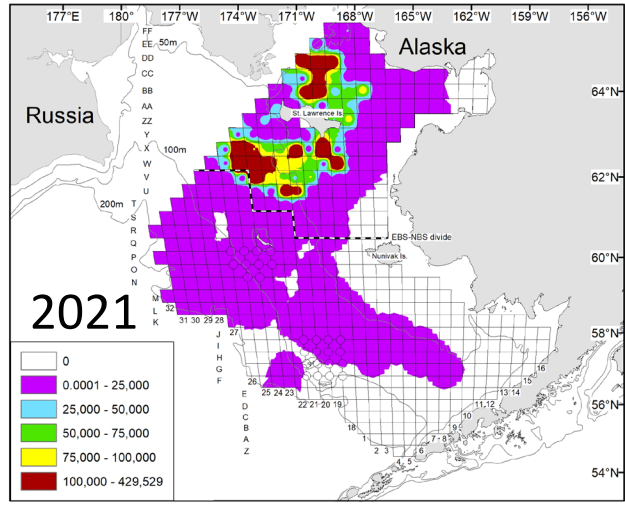 177°E 180° 177°W 174°W 171°W 168°W 165°W 162°W 159°W 156°W
FF
EE
DD
CC
BB
AA
ZZ
Y
X
W
V
U
T
S
R
Q
P
O
N
M
L
K
50m
100m
200m
Alaska
Russia
St. Lawrence Is.
EBS-NBS divide
Nunivak Is.
64°N
62°N
60°N
58°N
56°N
54°N
2021
32
31 30 29 28
27
J
I
H
G
F
26
25 24 23
22 21 20 19
E
D
C
B
A
Z
18
1
2 3
4 5
6
7 8
9
10
11 12
13 14
15
16
0
0.0001 - 25,000
25,000 - 50,000
50,000 - 75,000
75,000 - 100,000
100,000 - 429,529